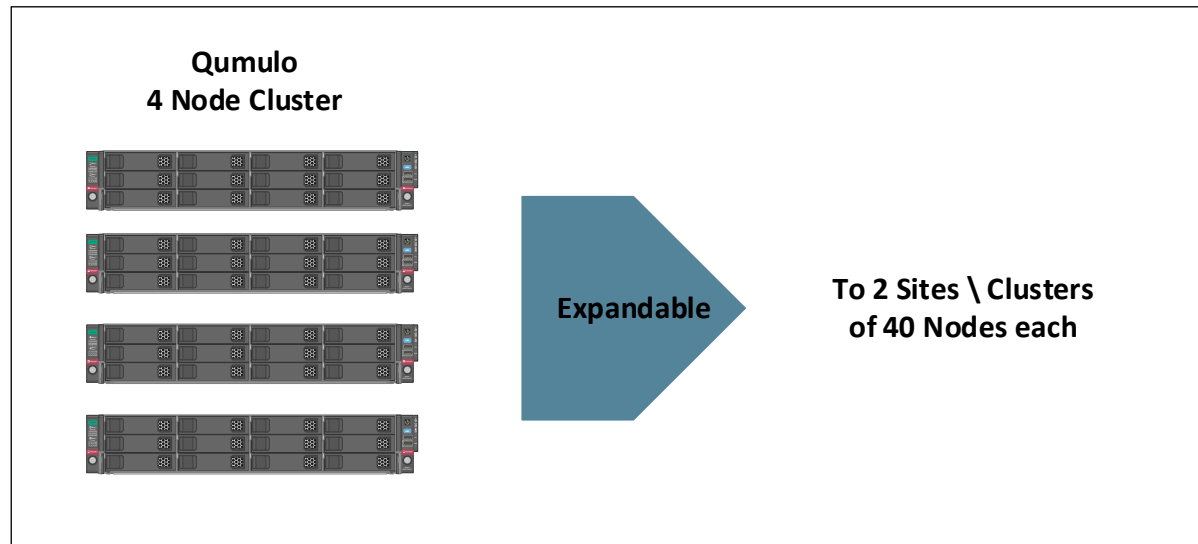 Qumulo
4 Node Cluster
Expandable
To 2 Sites \ Clusters
of 40 Nodes each